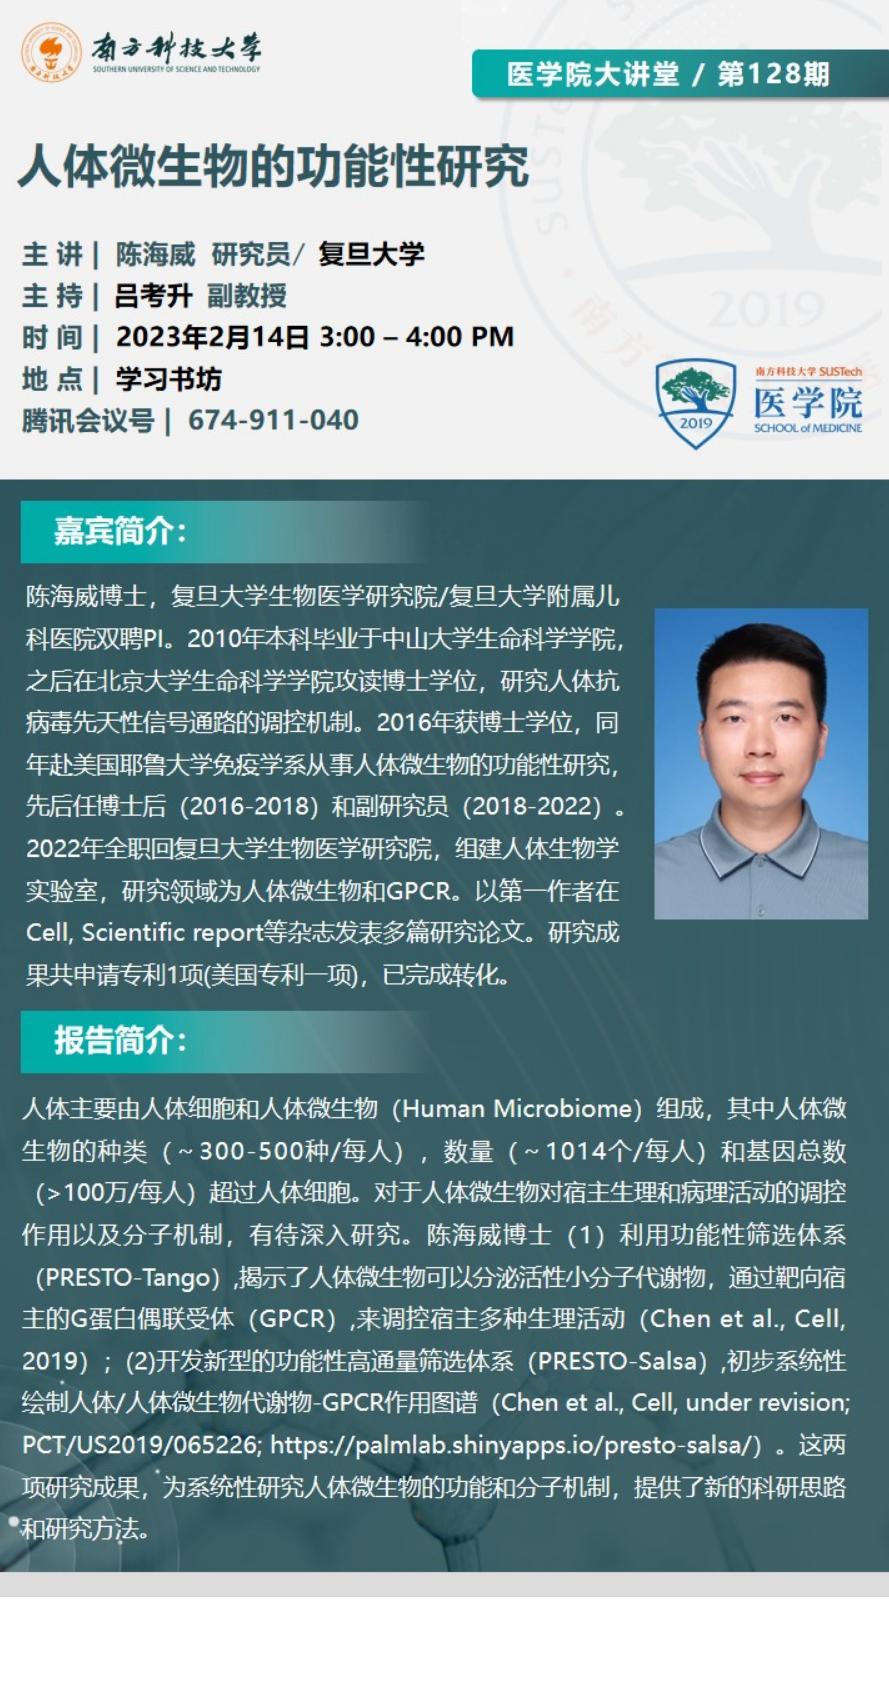 南方科技大学
SOUTHERN UNIVERSITY OF SCIENCE AND TECHNOLOGY
医学院大讲堂 / 第128期
人体微生物的功能性研究
主 讲 | 陈海威 研究员/ 复旦大学
主 持 | 吕考升 副教授
时 间 | 2023年2月14日 3:00 – 4:00 PM
地 点 | 学习书坊
腾讯会议号 | 674-911-040
2019
南方
2019
南方科技大学 SUSTech
医学院
SCHOOL of MEDICINE
嘉宾简介：
陈海威博士，复旦大学生物医学研究院/复旦大学附属儿
科医院双聘PI。2010年本科毕业于中山大学生命科学学院，
之后在北京大学生命科学学院攻读博士学位，研究人体抗
病毒先天性信号通路的调控机制。2016年获博士学位，同
年赴美国耶鲁大学免疫学系从事人体微生物的功能性研究，
先后任博士后（2016-2018）和副研究员（2018-2022）。
2022年全职回复旦大学生物医学研究院，组建人体生物学
实验室，研究领域为人体微生物和GPCR。以第一作者在
Cell, Scientific report等杂志发表多篇研究论文。研究成
果共申请专利1项(美国专利一项)，已完成转化。
报告简介：
人体主要由人体细胞和人体微生物（Human Microbiome）组成，其中人体微
生物的种类（~300-500种/每人），数量（~1014个/每人）和基因总数
（>100万/每人）超过人体细胞。对于人体微生物对宿主生理和病理活动的调控
作用以及分子机制，有待深入研究。陈海威博士（1）利用功能性筛选体系
（PRESTO-Tango）,揭示了人体微生物可以分泌活性小分子代谢物，通过靶向宿
主的G蛋白偶联受体（GPCR）,来调控宿主多种生理活动（Chen et al., Cell,
2019）；(2)开发新型的功能性高通量筛选体系（PRESTO-Salsa）,初步系统性
绘制人体/人体微生物代谢物-GPCR作用图谱（Chen et al., Cell, under revision;
PCT/US2019/065226; https://palmlab.shinyapps.io/presto-salsa/）。这两
项研究成果，为系统性研究人体微生物的功能和分子机制，提供了新的科研思路
和研究方法。